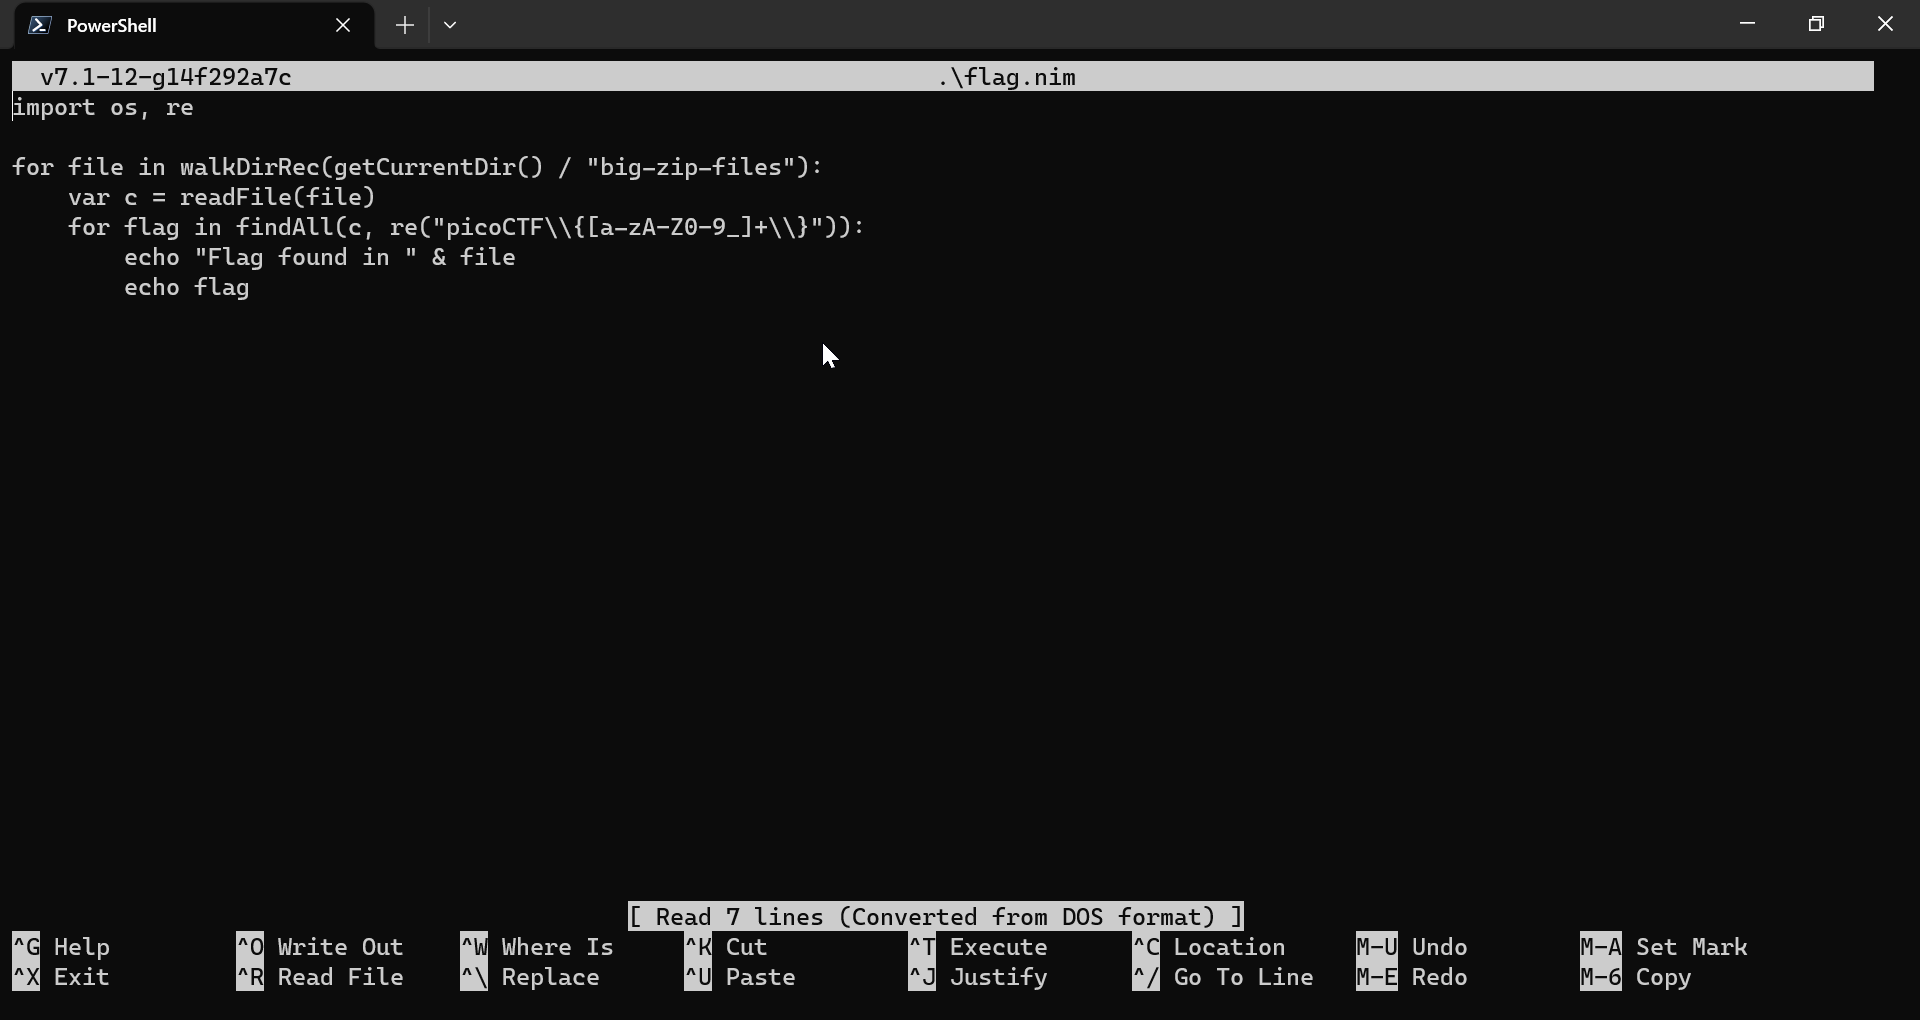 PowerShell
v7.1-12-g14f292a7c .\flag.nim
import os, re
for file in walkDirRec(getCurrentDir() / "big-zip-files"):
    var c = readFile(file)
    for flag in findAll(c, re("picoCTF\\{[a-zA-Z0-9_]+\\}")):
        echo "Flag found in " & file
        echo flag
[ Read 7 lines (Converted from DOS format) ]
^G Help ^O Write Out ^W Where Is ^K Cut ^T Execute ^C Location M-U Undo M-A Set Mark
^X Exit ^R Read File ^\ Replace ^U Paste ^J Justify ^/ Go To Line M-E Redo M-6 Copy